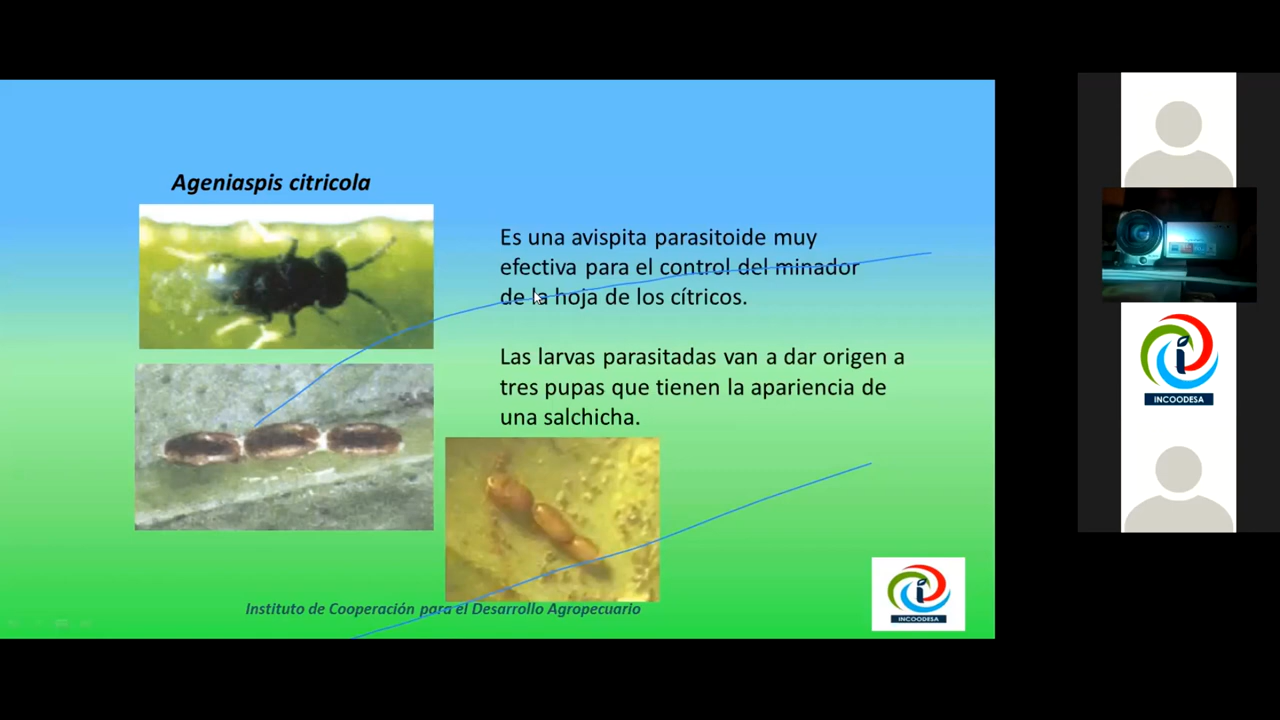 Ageniaspis citricola
Es una avispita parasitoide muy
efectiva para el control del minador
de la hoja de los cítricos.
Las larvas parasitadas van a dar origen a
tres pupas que tienen la apariencia de
una salchicha.
Instituto de Cooperación para el Desarrollo Agropecuario
INCOODESA
INCOODESA